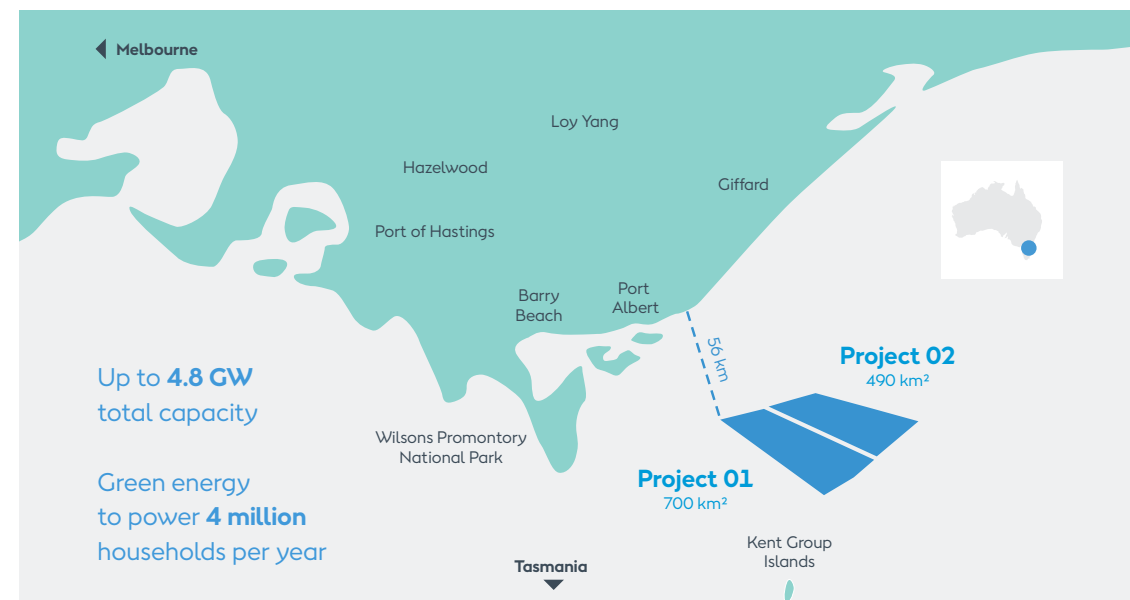 Melbourne
Loy Yang
Hazelwood
Giffard
Port of Hastings
Barry
Beach
Port
Albert
56 km
Project 02
490 km²
Up to 4.8 GW
total capacity
Wilsons Promontory
National Park
Project 01
700 km²
Green energy
to power 4 million
households per year
Kent Group
Islands
Tasmania